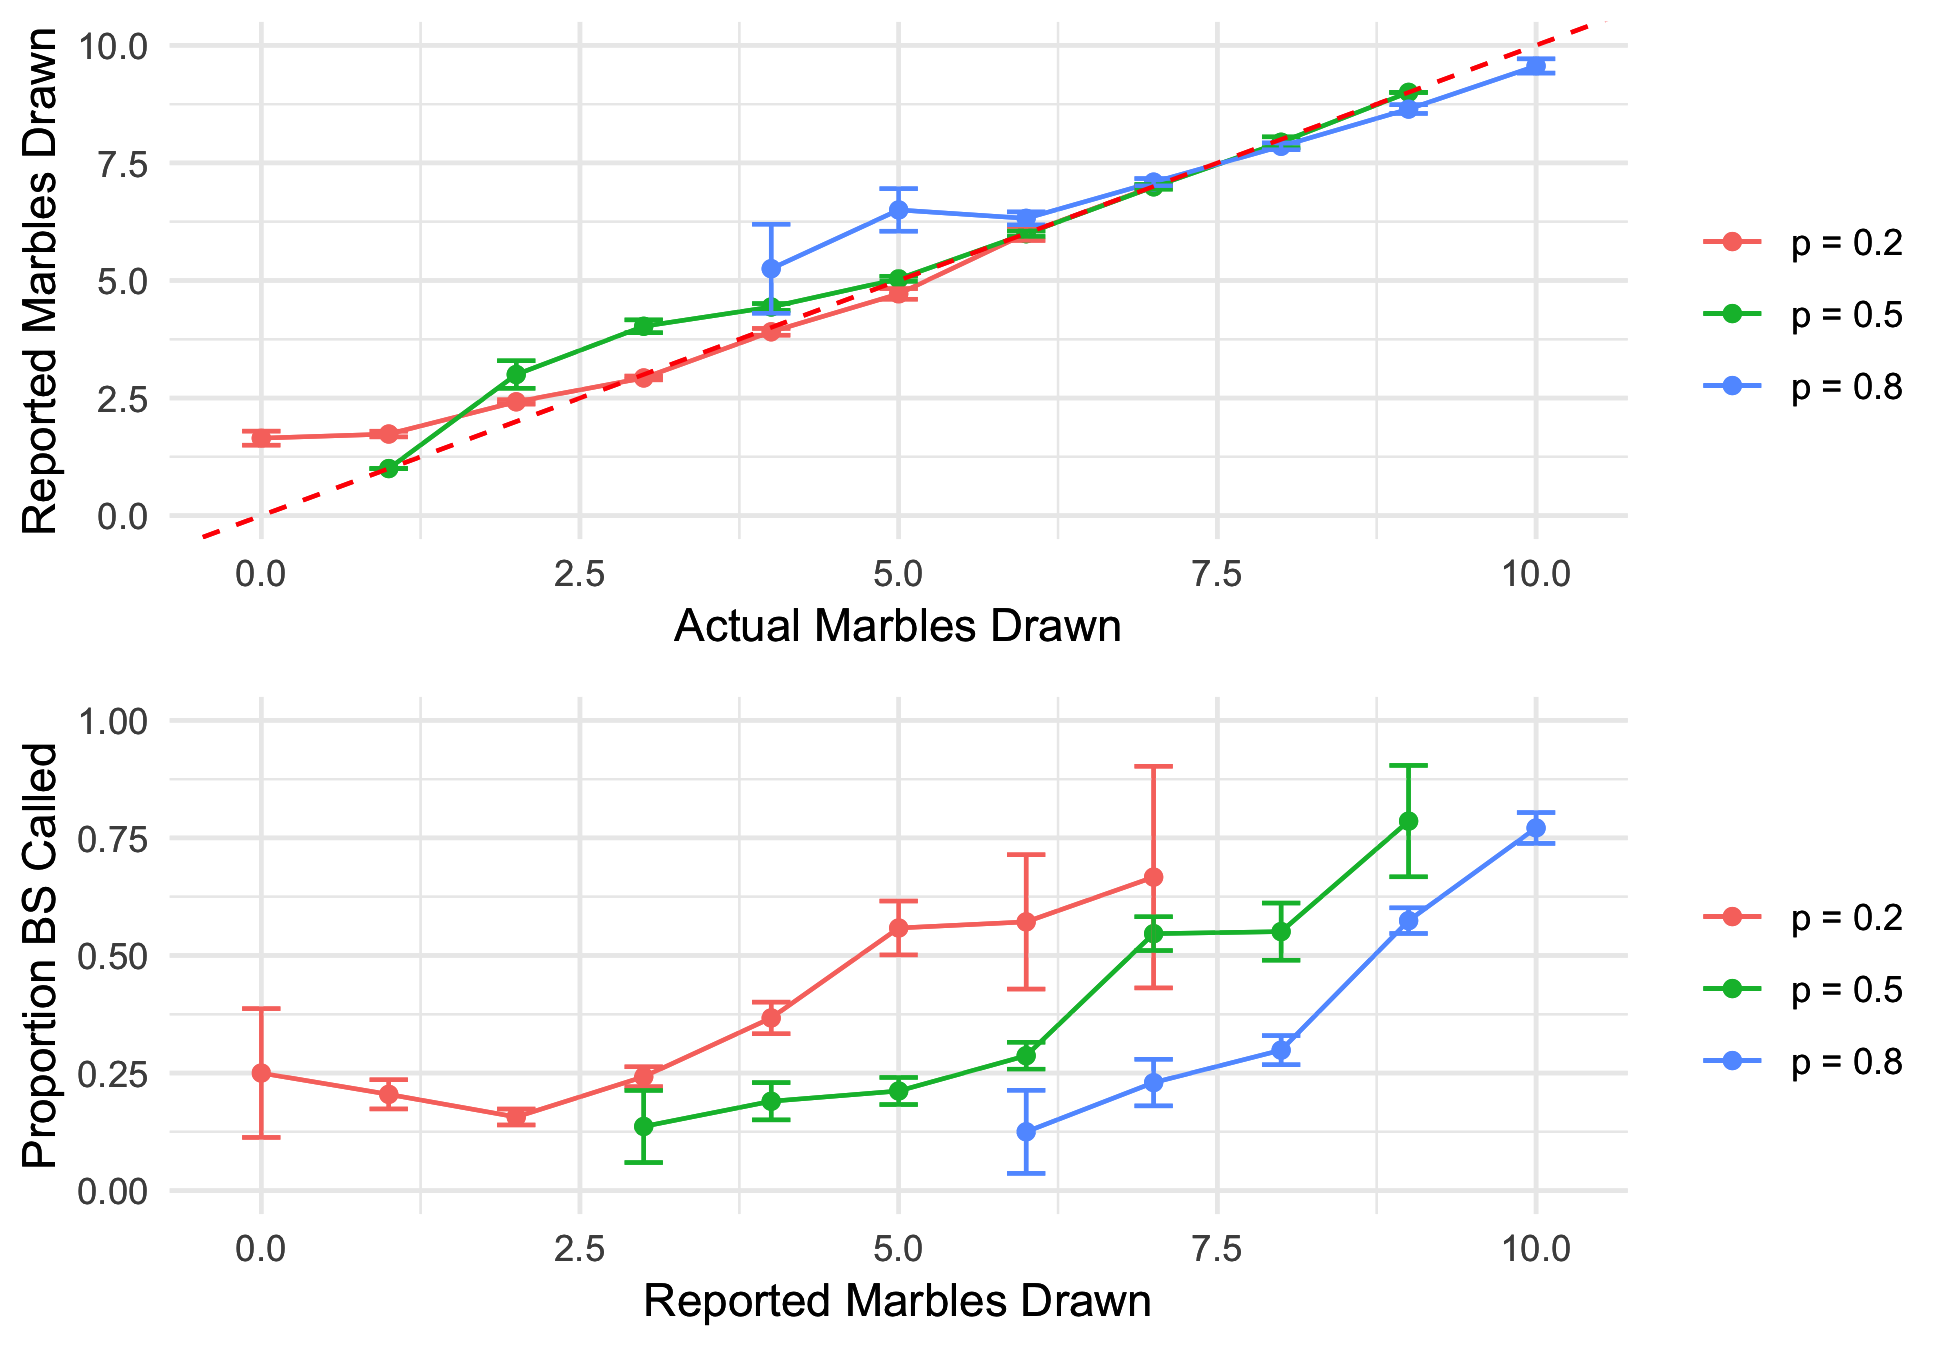 Reported Marbles Drawn
10.0
7.5
5.0
2.5
0.0
0.0 2.5 5.0 7.5 10.0
Actual Marbles Drawn
p = 0.2
p = 0.5
p = 0.8
Proportion BS Called
1.00
0.75
0.50
0.25
0.00
0.0 2.5 5.0 7.5 10.0
Reported Marbles Drawn
p = 0.2
p = 0.5
p = 0.8